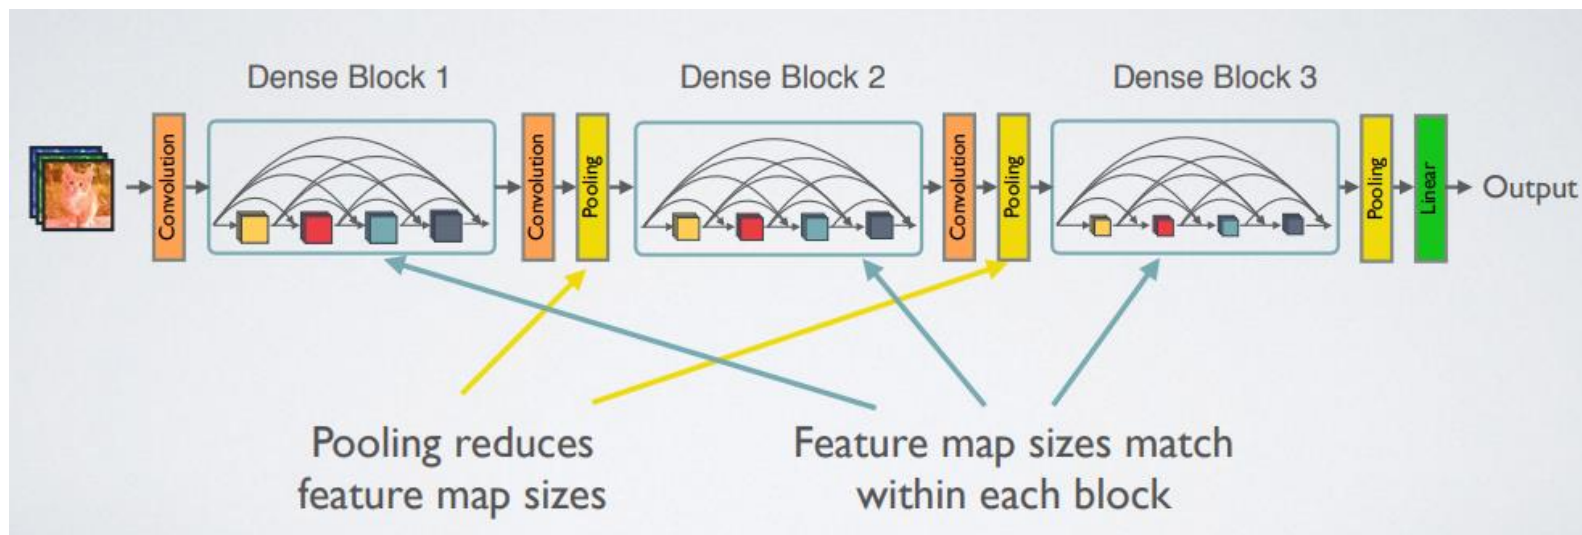 Dense Block 1
Dense Block 2
Dense Block 3
Convolution
Convolution
Pooling
Convolution
Pooling
Pooling
Linear
Output
Pooling reduces
feature map sizes
Feature map sizes match
within each block